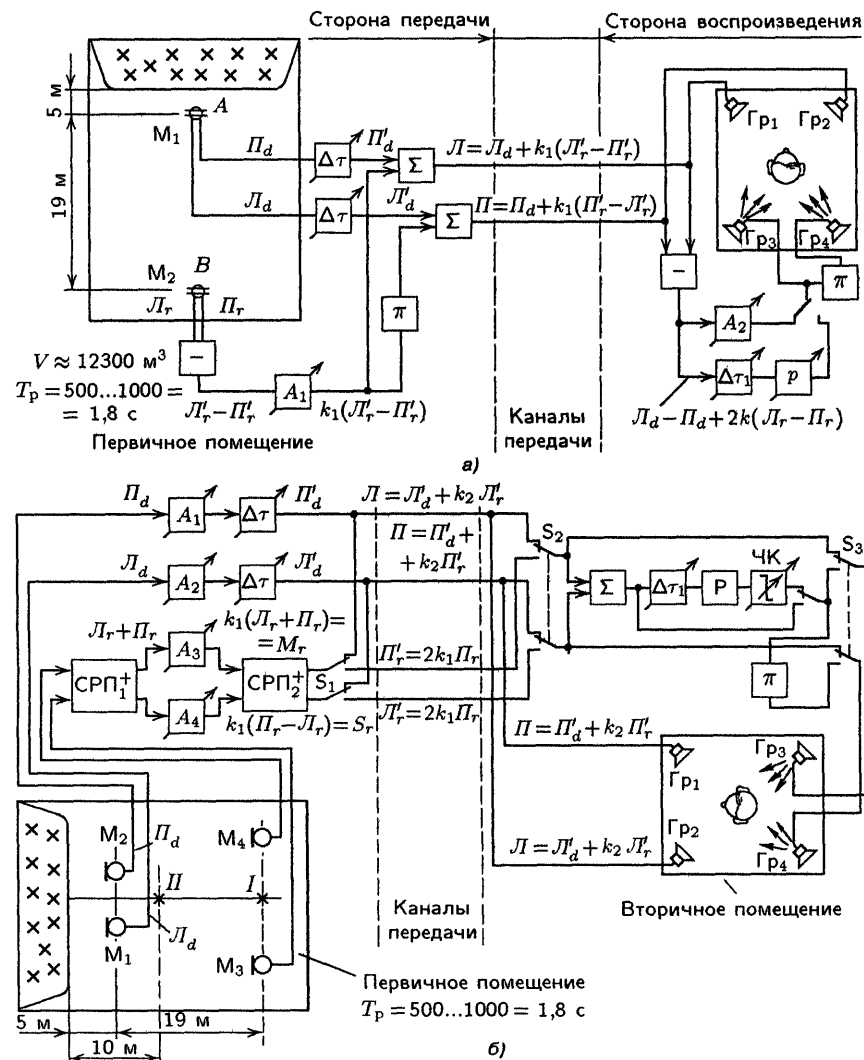 Сторона передачи
Сторона воспроизведения
5 м
A
M₁
19 м
M₂
B
Л_r
П_r
V ≈ 12300 м³
T_р = 500...1000 =
= 1,8 с
Первичное помещение
П_d
Δτ
П'_d
Σ
Л = Л_d + k₁(Л'_r − П'_r)
Л_d
Δτ
Л'_d
Σ
П = П_d + k₁(П'_r − Л'_r)
π
−
Л'_r − П'_r
A₁
k₁(Л'_r − П'_r)
Каналы
передачи
Гр₁
Гр₂
Гр₃
Гр₄
−
π
A₂
Δτ₁
p
Л_d − П_d + 2k(Л_r − П_r)
а)
П_d
A₁
Δτ
П'_d
Л = Л'_d + k₂ Л'_r
П = П'_d +
+ k₂П'_r
Л_d
A₂
Δτ
Л'_d
Л_r + П_r
k₁(Л_r + П_r) =
= M_r
A₃
СРП₁⁺
A₄
СРП₂⁺
S₁
k₁(П_r − Л_r) = S_r
П'_r = 2k₁П_r
Л'_r = 2k₁П_r
S₂
S₃
Σ
Δτ₁
Р
ЧК
π
П = П'_d + k₂ П'_r
Гр₁
Гр₃
Гр₂
Гр₄
Л = Л'_d + k₂ Л'_r
Вторичное помещение
M₂
П_d
M₄
II
I
M₁
Л_d
M₃
Каналы
передачи
Первичное помещение
T_р = 500...1000 = 1,8 с
5 м
19 м
10 м
б)